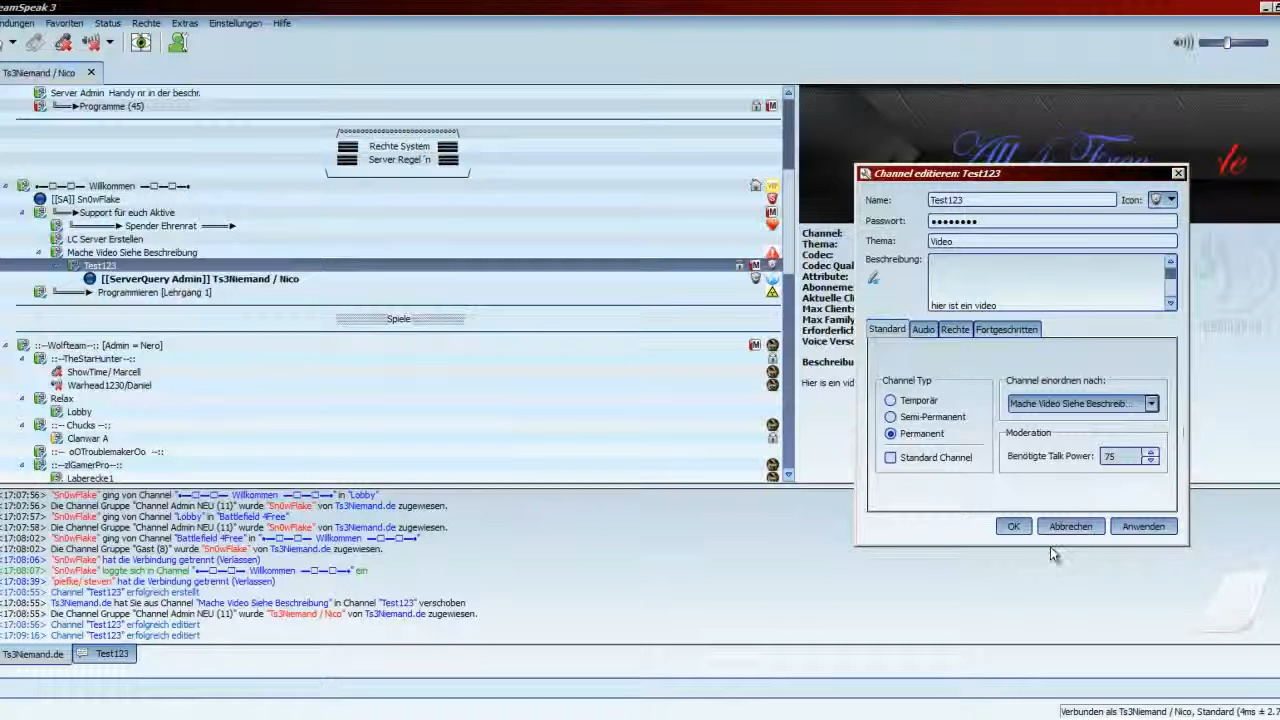 eamSpeak 3
ndungen Favoriten Status Rechte Extras Einstellungen Hilfe
Ts3Niemand / Nico
Server Admin Handy nr in der beschr.
╚══►Programme (45)
/°°°°°°°°°°°°°°°°°°°°°°°°°°°\
Rechte System
Server Regel´n
Willkommen
[[SA]] Sn0wFlake
╚══►Support für euch Aktive
Spender Ehrenrat
LC Server Erstellen
Mache Video Siehe Beschreibung
Test123
[[ServerQuery Admin]] Ts3Niemand / Nico
Programmieren [Lehrgang 1]
Spiele
::--Wolfteam--:: [Admin = Nero]
::--TheStarHunter--::
ShowTime/ Marcell
Warhead1230/Daniel
Relax
Lobby
::-- Chucks --::
Clanwar A
::-- oOTroublemakerOo --::
::--zlGamerPro--::
Laberecke1
Channel:
Thema:
Codec:
Codec Qual
Attribute:
Abonneme
Aktuelle Cl
Max Clients
Max Family
Erforderlich
Voice Versc
Beschreibu
Hier is ein vid
Channel editieren: Test123
Name: Test123 Icon:
Passwort: ●●●●●●●●
Thema: Video
Beschreibung:
hier ist ein video
Standard Audio Rechte Fortgeschritten
Channel Typ
Temporär
Semi-Permanent
Permanent
Standard Channel
Channel einordnen nach:
Mache Video Siehe Beschreib...
Moderation
Benötigte Talk Power: 75
OK Abbrechen Anwenden
<17:07:56> "Sn0wFlake" ging von Channel "•—□—□— Willkommen —□—□—•" in "Lobby"
<17:07:56> Die Channel Gruppe "Channel Admin NEU (11)" wurde "Sn0wFlake" von Ts3Niemand.de zugewiesen.
<17:07:57> "Sn0wFlake" ging von Channel "Lobby" in "Battlefield 4Free"
<17:07:58> Die Channel Gruppe "Channel Admin NEU (11)" wurde "Sn0wFlake" von Ts3Niemand.de zugewiesen.
<17:08:02> "Sn0wFlake" ging von Channel "Battlefield 4Free" in "•—□—□— Willkommen —□—□—•"
<17:08:02> Die Channel Gruppe "Gast (8)" wurde "Sn0wFlake" von Ts3Niemand.de zugewiesen.
<17:08:06> "Sn0wFlake" hat die Verbindung getrennt (Verlassen)
<17:08:07> "Sn0wFlake" loggte sich in Channel "•—□—□— Willkommen —□—□—•" ein
<17:08:39> "piefke/ steven" hat die Verbindung getrennt (Verlassen)
<17:08:55> Channel "Test123" erfolgreich erstellt
<17:08:55> Ts3Niemand.de hat Sie aus Channel "Mache Video Siehe Beschreibung" in Channel "Test123" verschoben
<17:08:55> Die Channel Gruppe "Channel Admin NEU (11)" wurde "Ts3Niemand / Nico" von Ts3Niemand.de zugewiesen.
<17:08:56> Channel "Test123" erfolgreich editiert
<17:09:16> Channel "Test123" erfolgreich editiert
Ts3Niemand.de Test123
Verbunden als Ts3Niemand / Nico, Standard (4ms ± 2.7